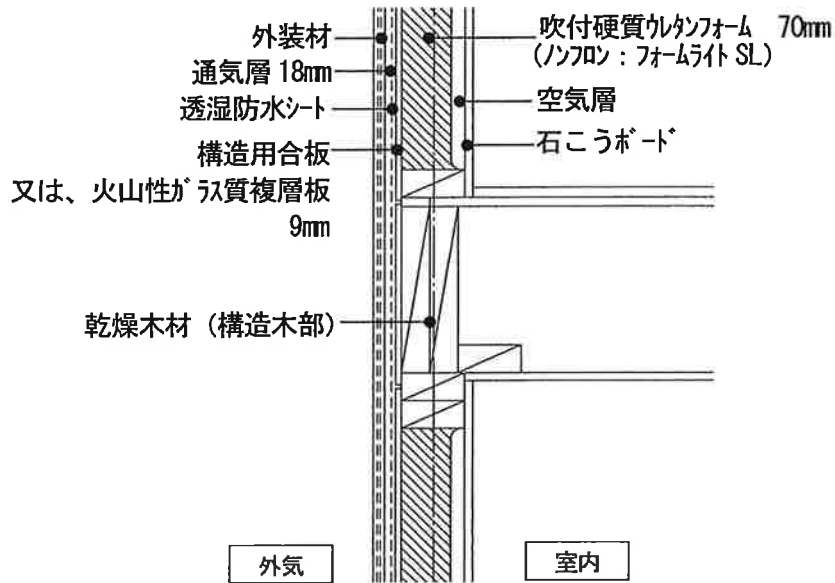 外装材
通気層 18mm
透湿防水シート
構造用合板
又は、火山性ガラス質複層板
9mm
乾燥木材（構造木部）
吹付硬質ウレタンフォーム 70mm
（ノンフロン：フォームライト SL）
空気層
石こうボード
外気
室内